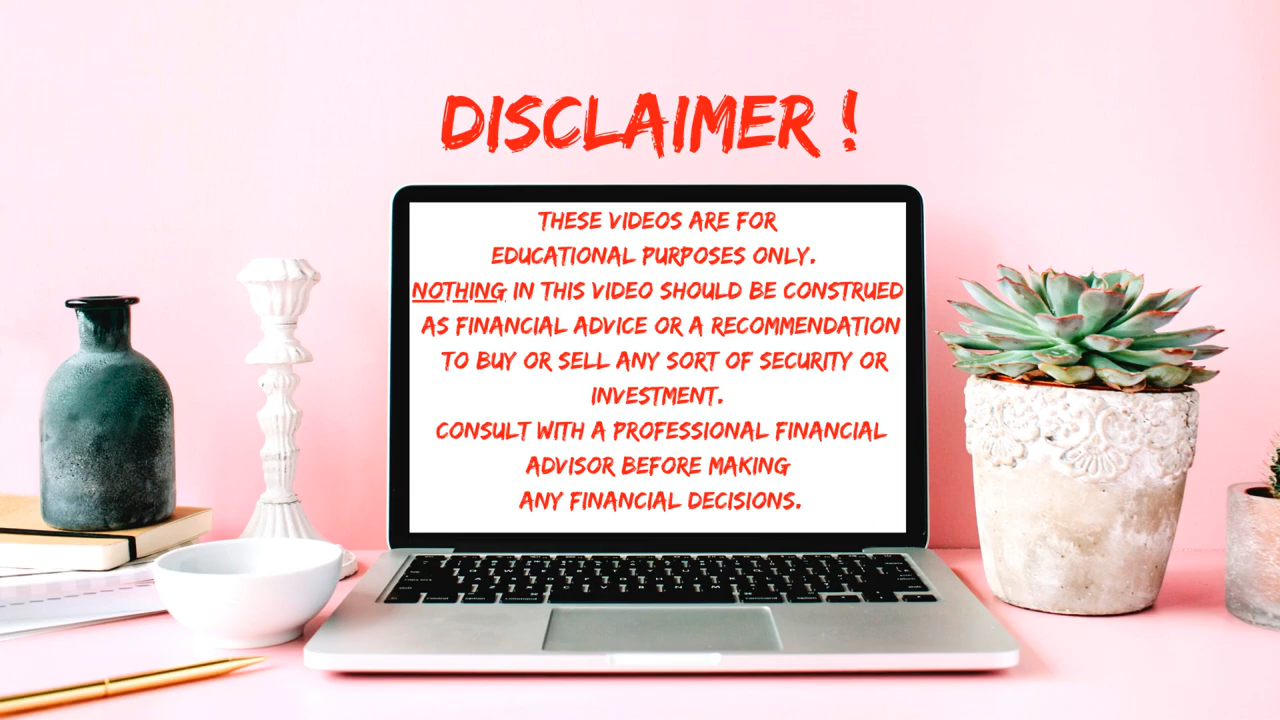 DISCLAIMER !
THESE VIDEOS ARE FOR
EDUCATIONAL PURPOSES ONLY.
NOTHING IN THIS VIDEO SHOULD BE CONSTRUED
AS FINANCIAL ADVICE OR A RECOMMENDATION
TO BUY OR SELL ANY SORT OF SECURITY OR
INVESTMENT.
CONSULT WITH A PROFESSIONAL FINANCIAL
ADVISOR BEFORE MAKING
ANY FINANCIAL DECISIONS.